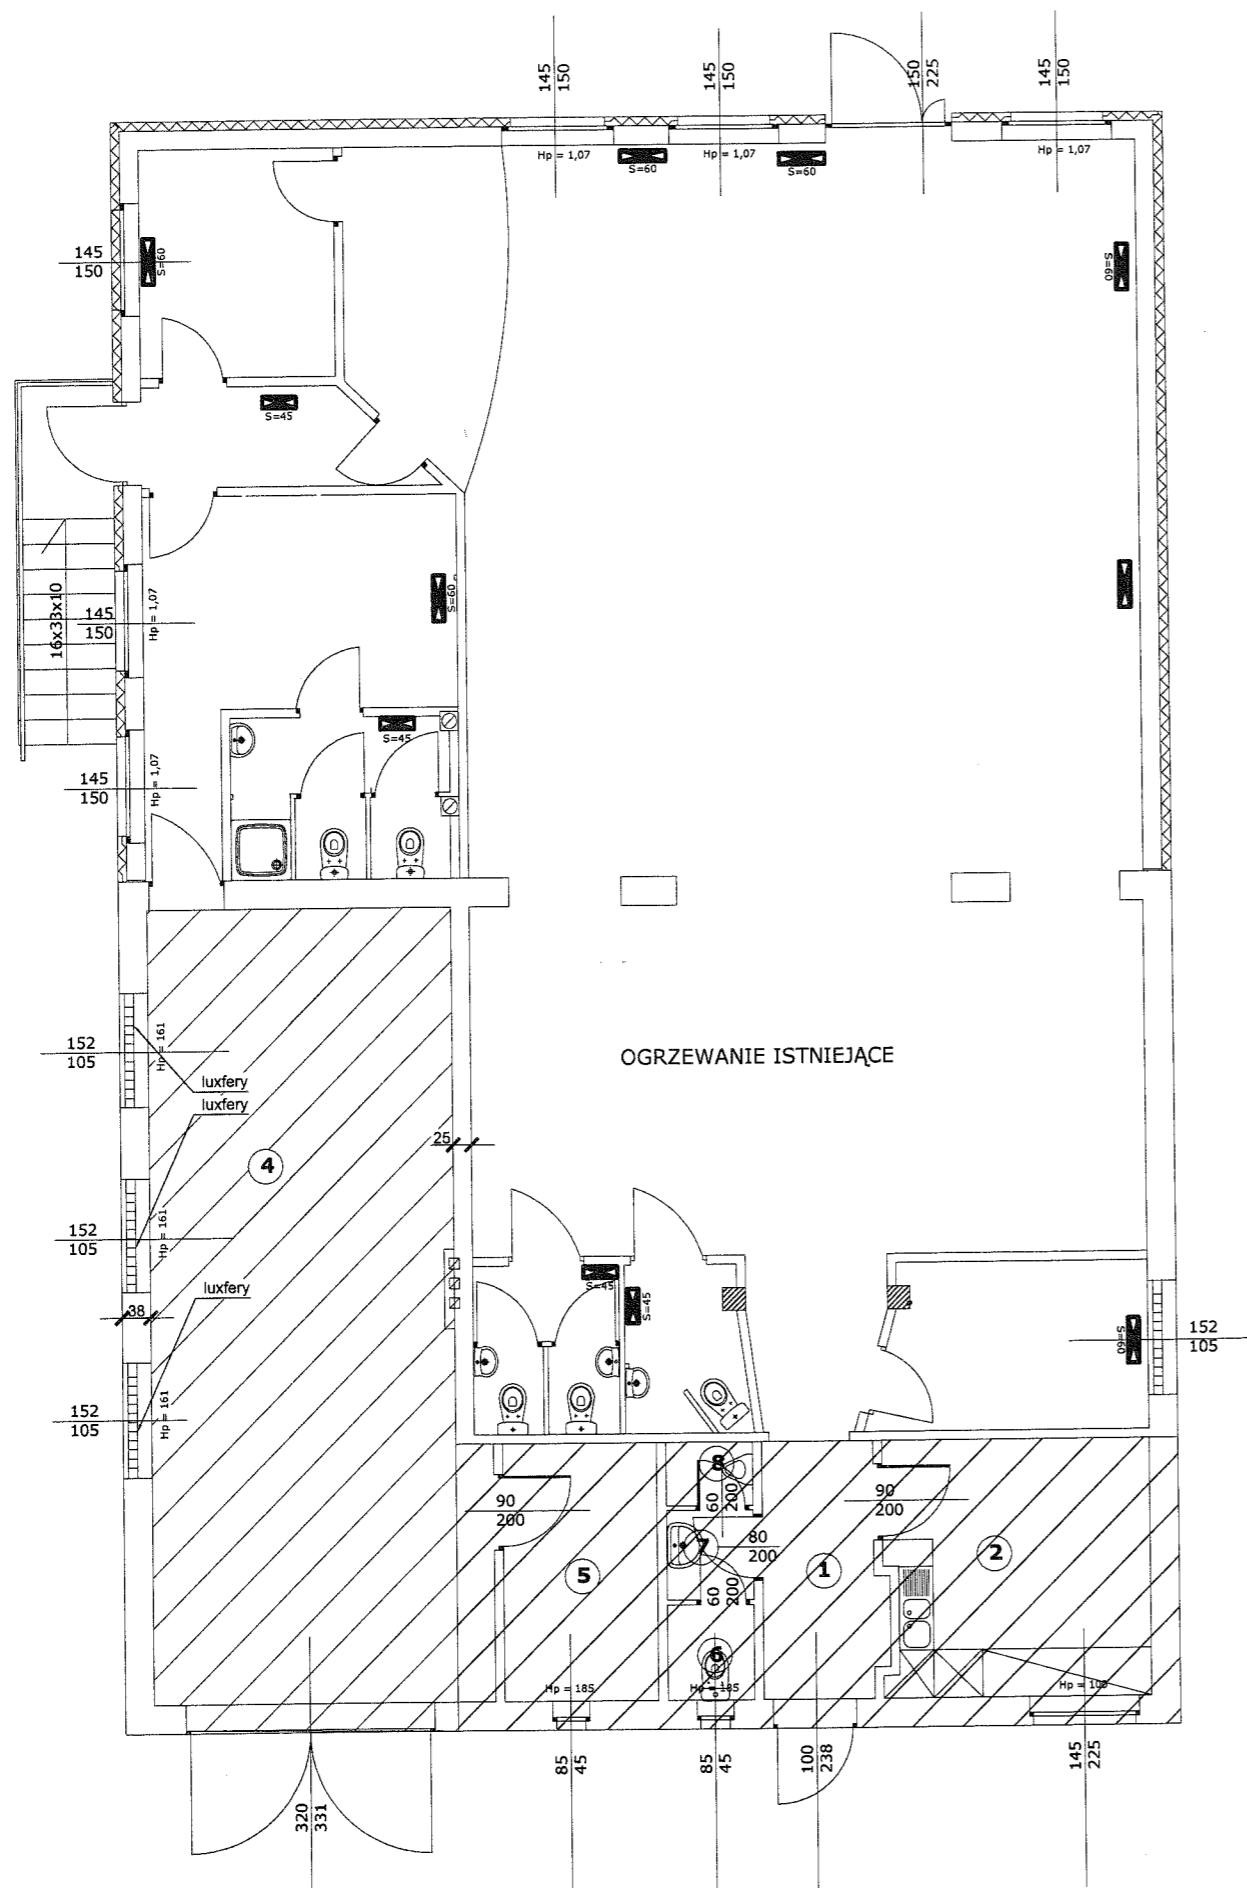 145
150
145
150
150
225
145
150
Hp = 1,07
S=60
Hp = 1,07
S=60
Hp = 1,07
145
150
S=60
S=60
S=45
16x33x10
145
150
Hp = 1,07
S=60
S=45
145
150
Hp = 1,07
152
105
Hp = 161
luxfery
luxfery
OGRZEWANIE ISTNIEJĄCE
25
4
152
105
Hp = 161
luxfery
38
S=45
S=45
S=60
152
105
152
105
Hp = 161
8
90
200
60
200
90
200
7
80
200
5
60
200
1
2
6
Hp = 185
Hp = 185
Hp = 100
85
45
85
45
100
238
145
225
320
331